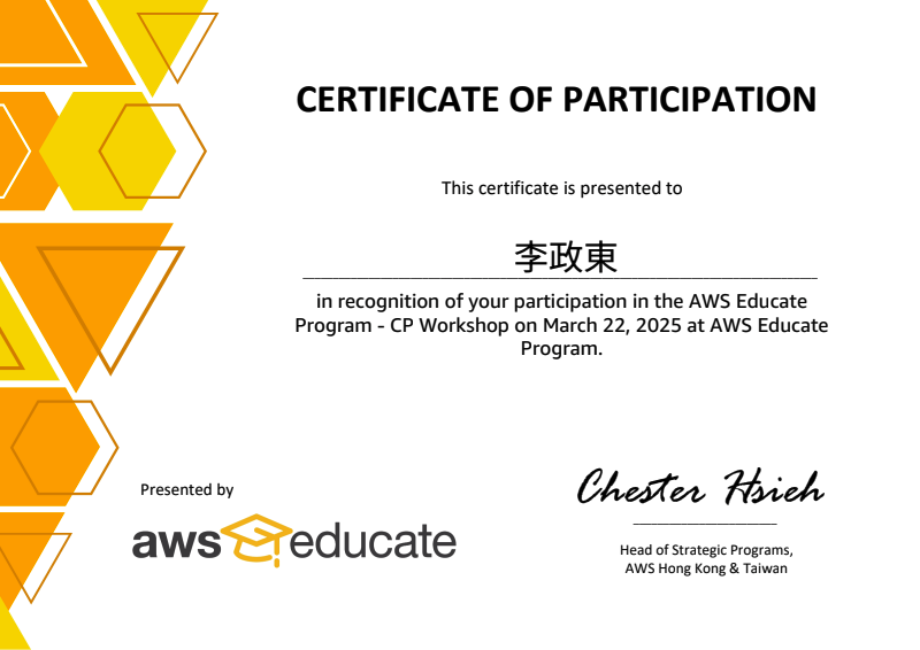 CERTIFICATE OF PARTICIPATION
This certificate is presented to
李政東
in recognition of your participation in the AWS Educate
Program - CP Workshop on March 22, 2025 at AWS Educate
Program.
Presented by
aws educate
Chester Hsieh
Head of Strategic Programs,
AWS Hong Kong & Taiwan